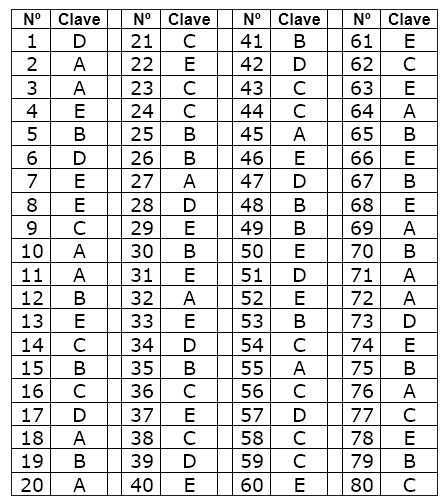 Nº Clave Nº Clave Nº Clave Nº Clave
1 D 21 C 41 B 61 E
2 A 22 E 42 D 62 C
3 A 23 C 43 C 63 E
4 E 24 C 44 C 64 A
5 B 25 B 45 A 65 B
6 D 26 B 46 E 66 E
7 E 27 A 47 D 67 B
8 E 28 D 48 B 68 E
9 C 29 E 49 B 69 A
10 A 30 B 50 E 70 B
11 A 31 E 51 D 71 A
12 B 32 A 52 E 72 A
13 E 33 E 53 B 73 D
14 C 34 D 54 C 74 E
15 B 35 B 55 A 75 B
16 C 36 C 56 C 76 A
17 D 37 E 57 D 77 C
18 A 38 C 58 C 78 E
19 B 39 D 59 C 79 B
20 A 40 E 60 E 80 C